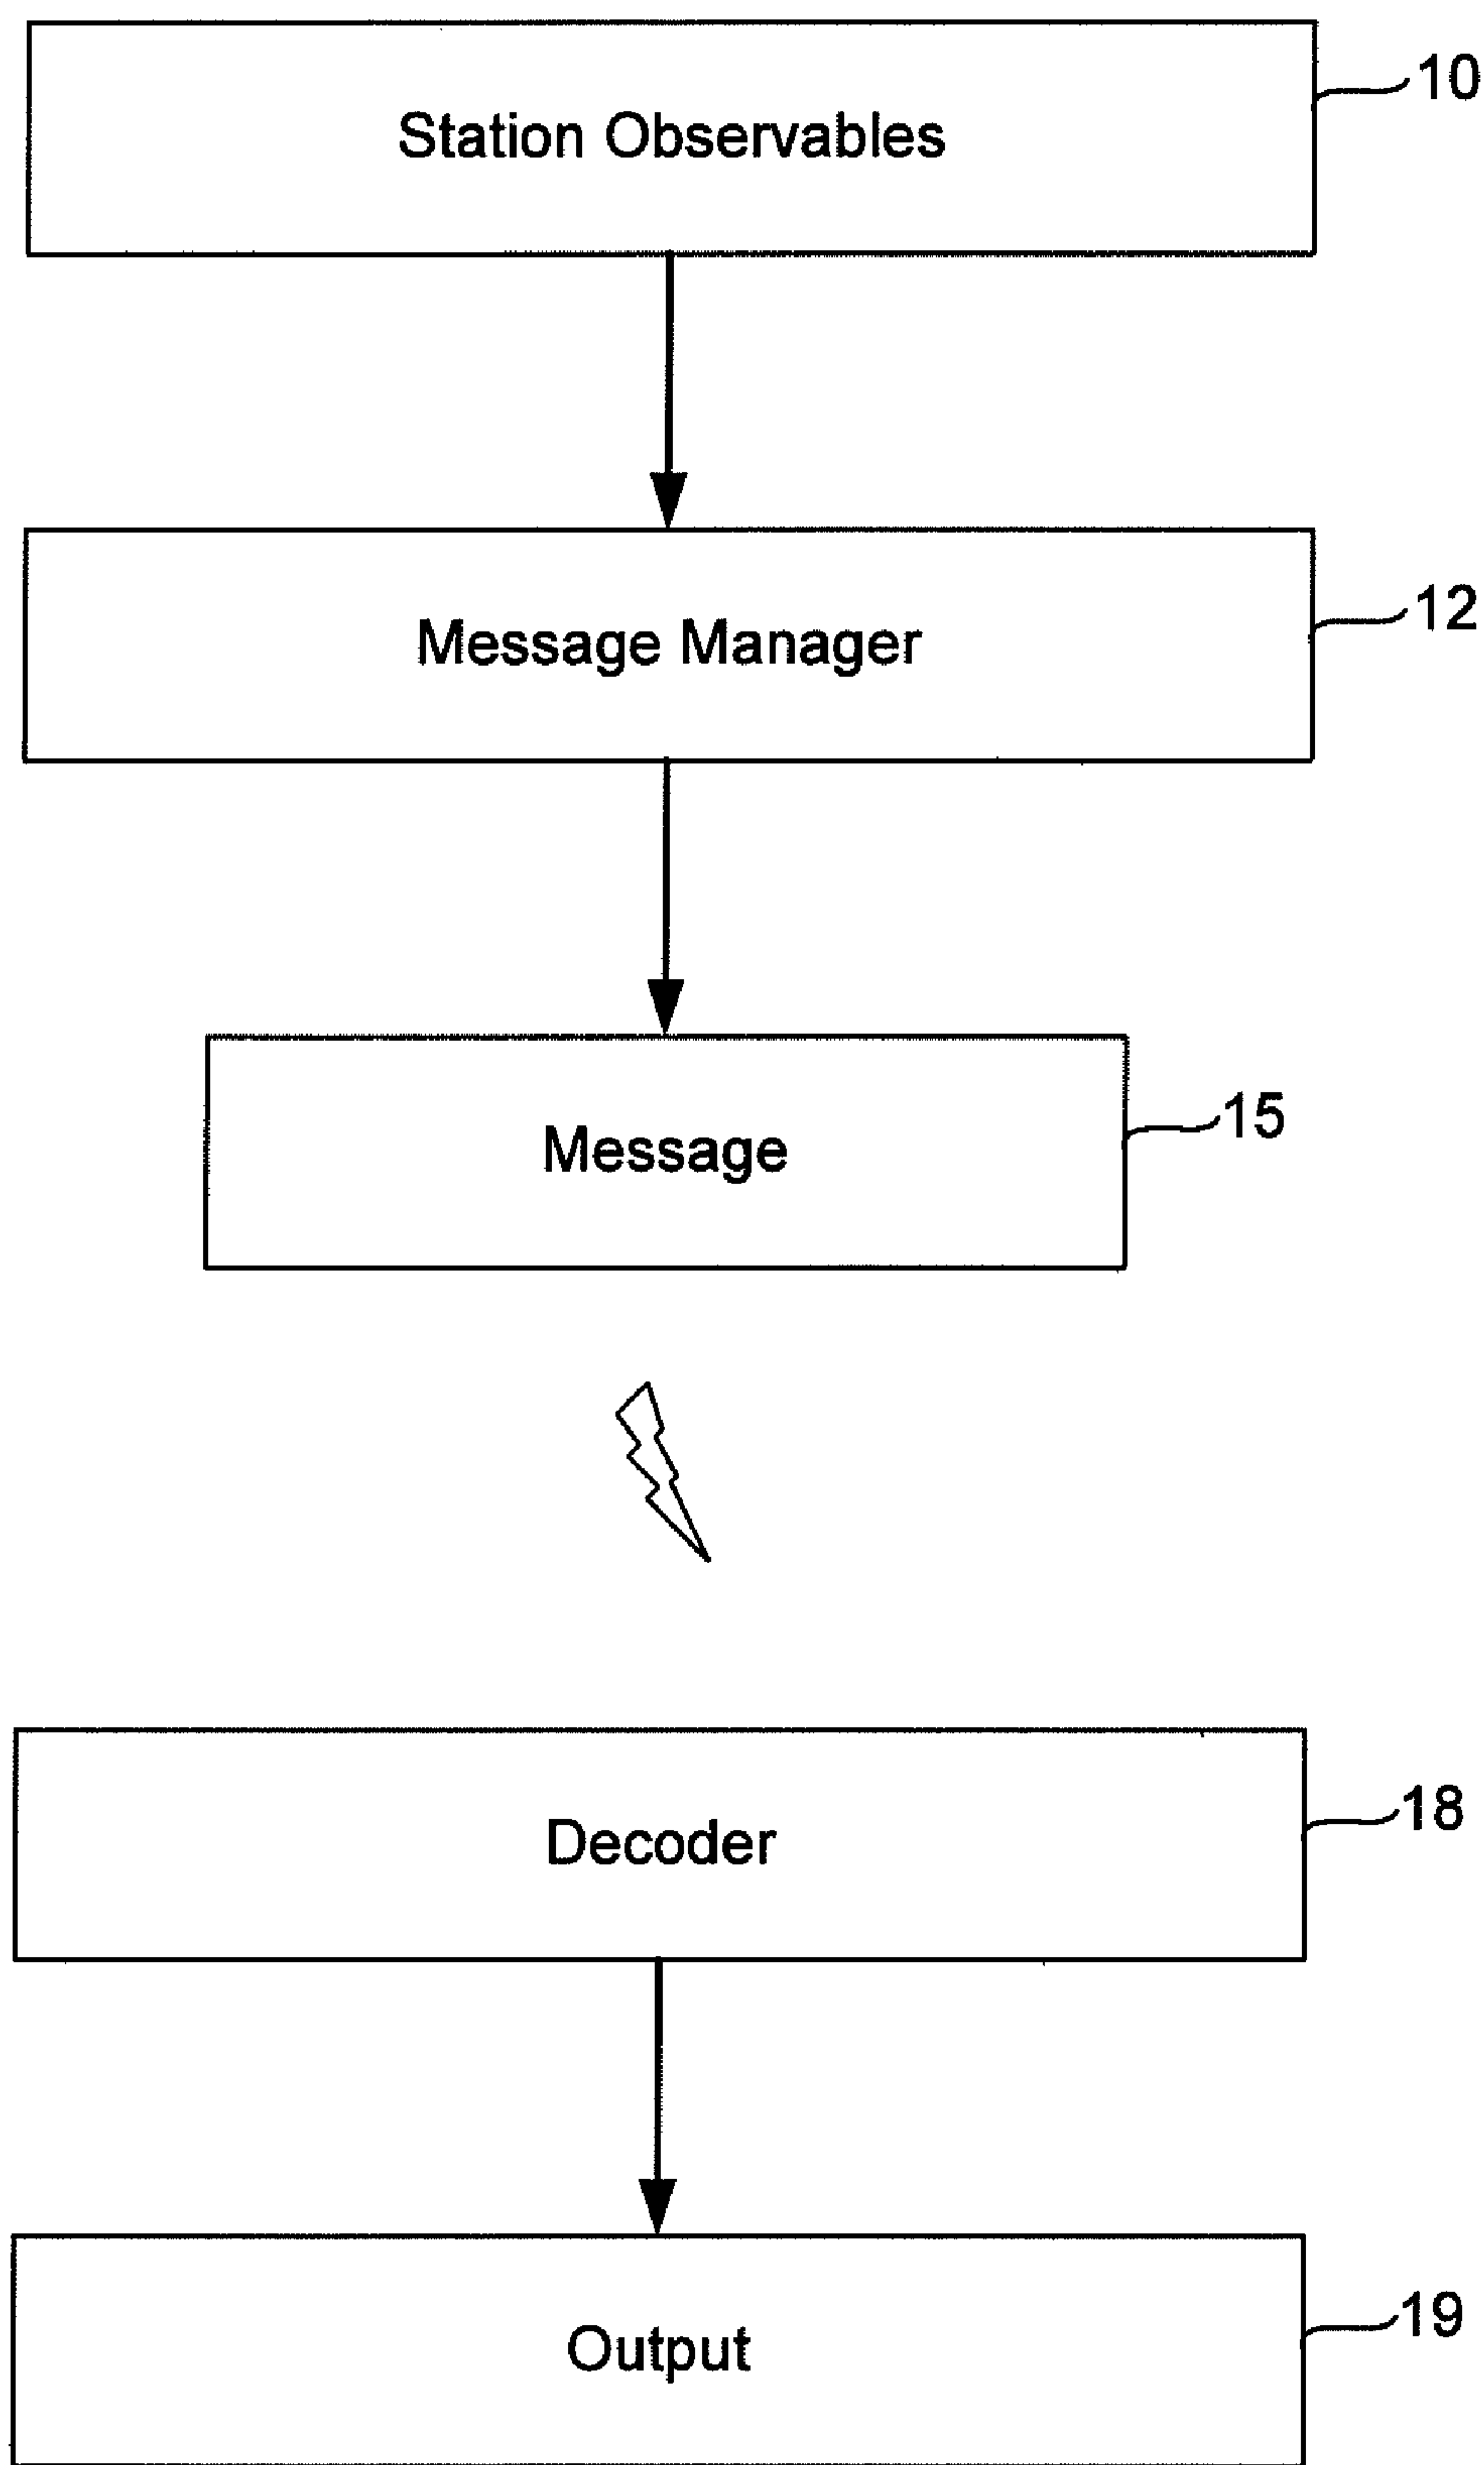 10
Station Observables
12
Message Manager
15
Message
18
Decoder
19
Output